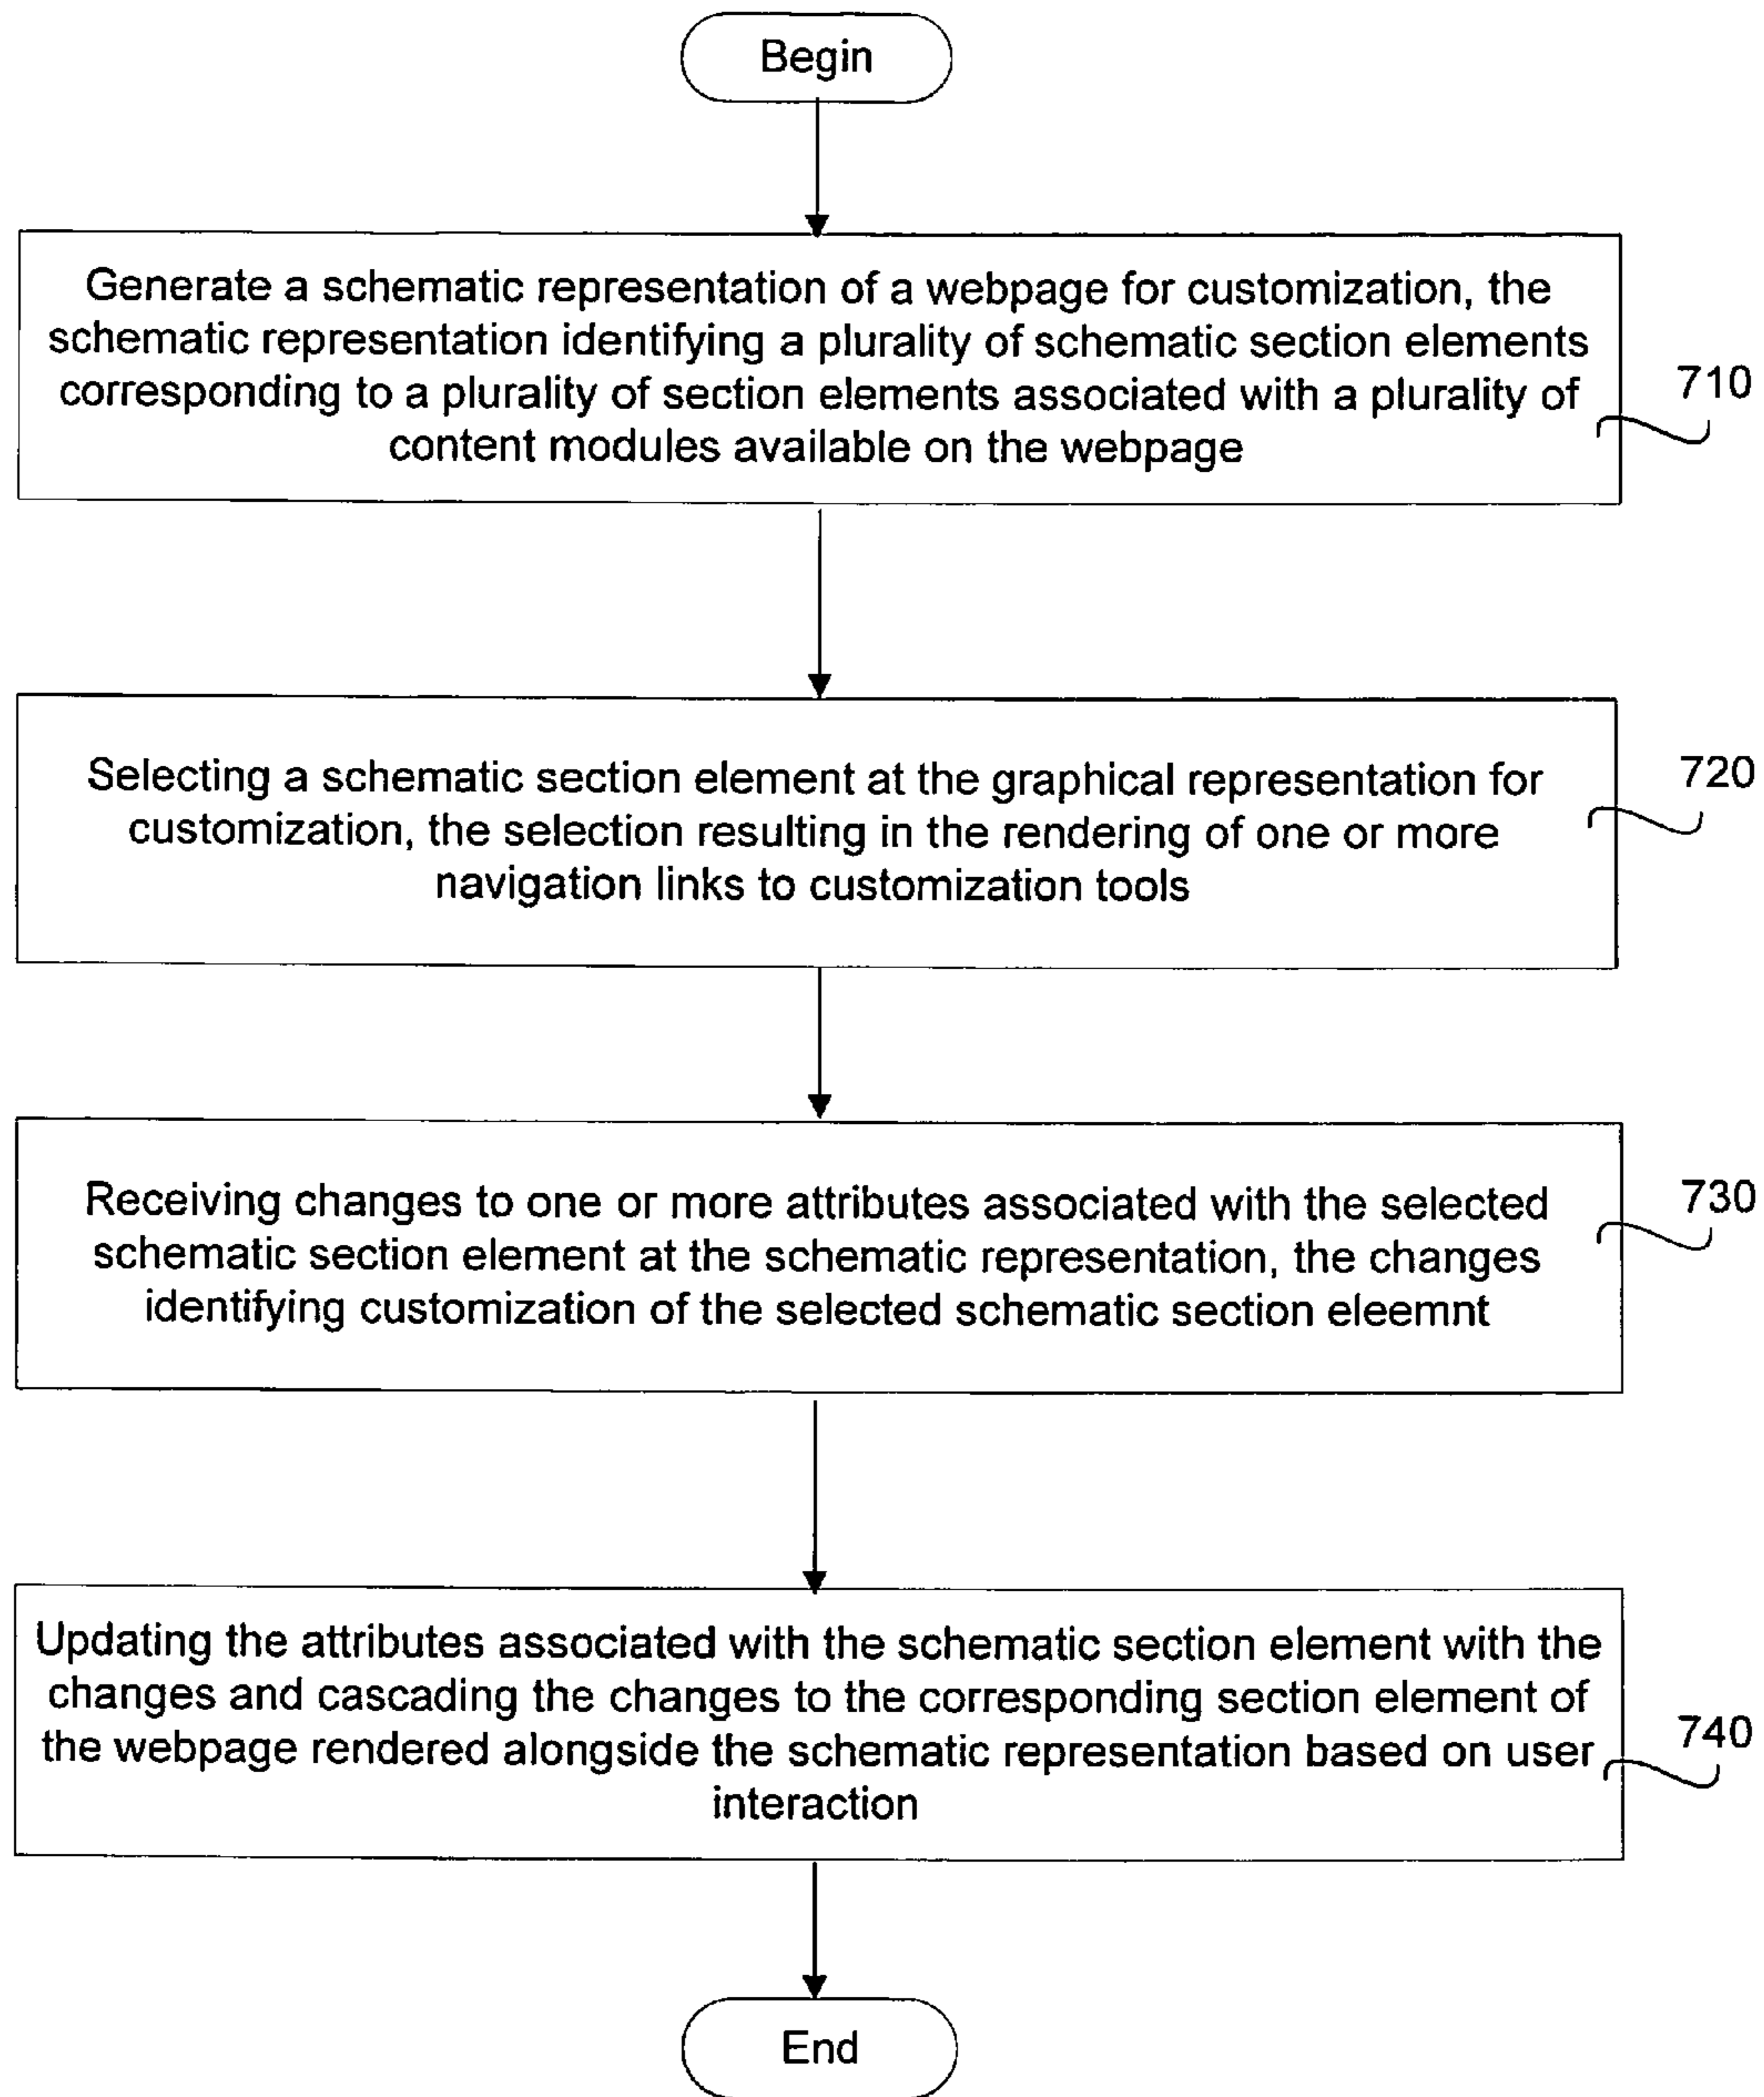 Begin
Generate a schematic representation of a webpage for customization, the
schematic representation identifying a plurality of schematic section elements
corresponding to a plurality of section elements associated with a plurality of
content modules available on the webpage
710
Selecting a schematic section element at the graphical representation for
customization, the selection resulting in the rendering of one or more
navigation links to customization tools
720
Receiving changes to one or more attributes associated with the selected
schematic section element at the schematic representation, the changes
identifying customization of the selected schematic section eleemnt
730
Updating the attributes associated with the schematic section element with the
changes and cascading the changes to the corresponding section element of
the webpage rendered alongside the schematic representation based on user
interaction
740
End